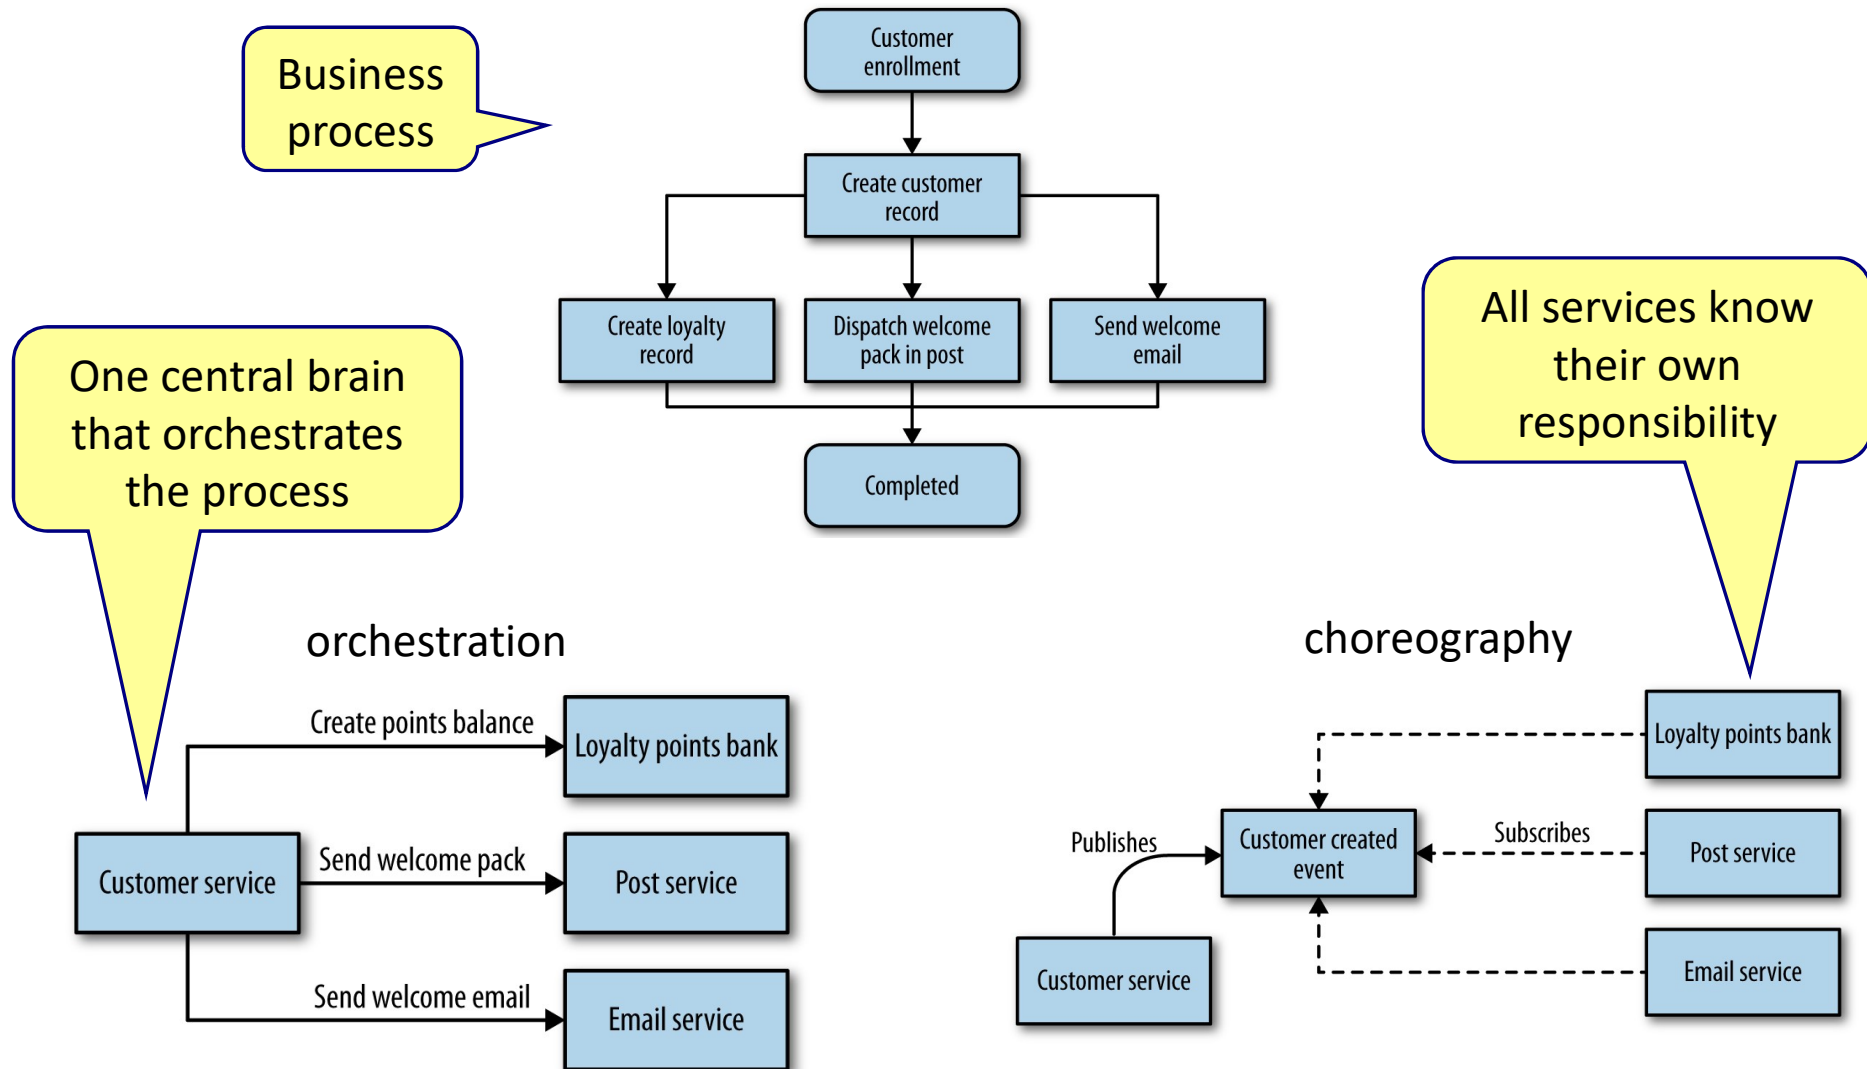 Customer
enrollment
Business
process
Create customer
record
Create loyalty
record
Dispatch welcome
pack in post
Send welcome
email
Completed
One central brain
that orchestrates
the process
All services know
their own
responsibility
orchestration
Create points balance
Loyalty points bank
Customer service
Send welcome pack
Post service
Send welcome email
Email service
choreography
Loyalty points bank
Publishes
Customer created
event
Subscribes
Post service
Customer service
Email service